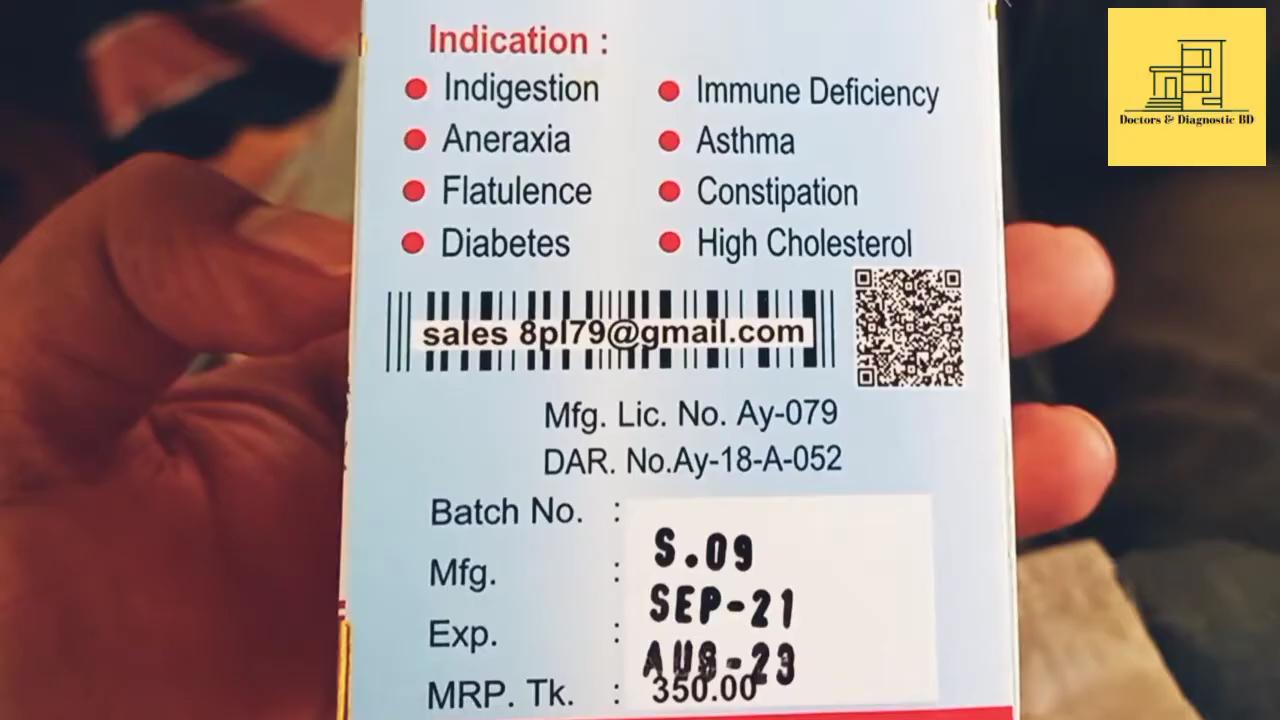 Indication :
Indigestion
Aneraxia
Flatulence
Diabetes
Immune Deficiency
Asthma
Constipation
High Cholesterol
sales 8pl79@gmail.com
Mfg. Lic. No. Ay-079
DAR. No.Ay-18-A-052
Batch No. : S.09
Mfg. : SEP-21
Exp. : AUG-23
MRP. Tk. : 350.00
Doctors & Diagnostic BD